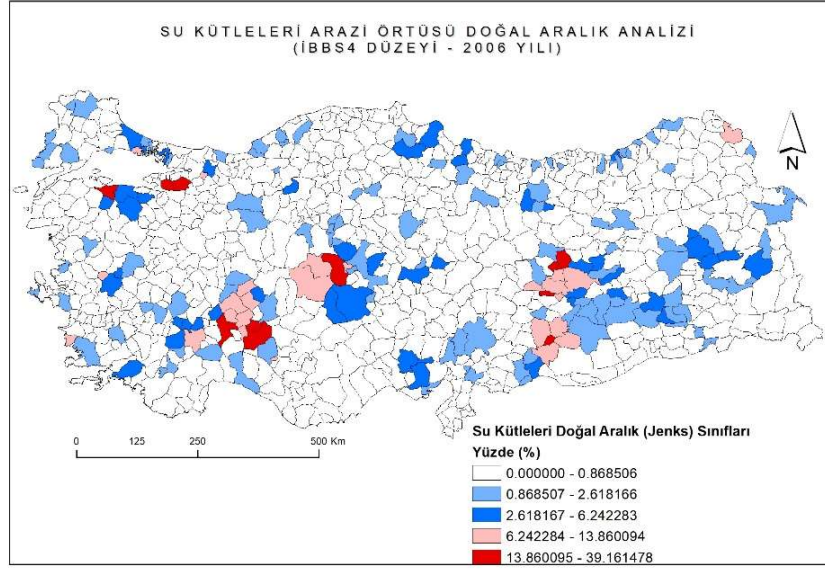 SU KÜTLELERİ ARAZİ ÖRTÜSÜ DOĞAL ARALIK ANALİZİ
(İBBS4 DÜZEYİ - 2006 YILI)
N
0 125 250 500 Km
Su Kütleleri Doğal Aralık (Jenks) Sınıfları
Yüzde (%)
0.000000 - 0.868506
0.868507 - 2.618166
2.618167 - 6.242283
6.242284 - 13.860094
13.860095 - 39.161478